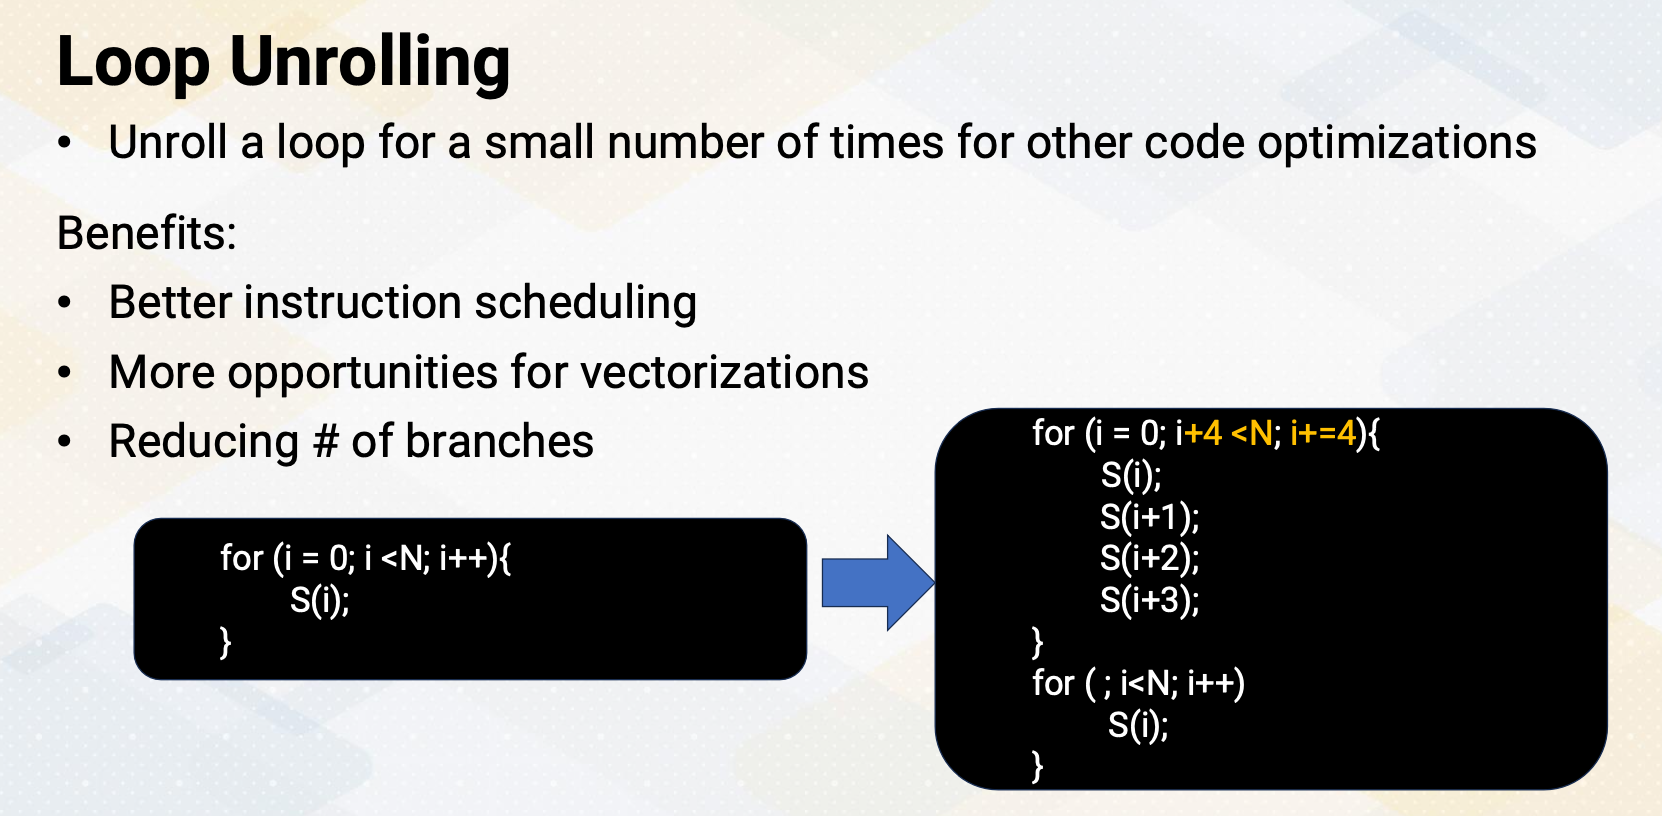 Loop Unrolling
• Unroll a loop for a small number of times for other code optimizations
Benefits:
• Better instruction scheduling
• More opportunities for vectorizations
• Reducing # of branches
for (i = 0; i <N; i++){
S(i);
}
for (i = 0; i+4 <N; i+=4){
S(i);
S(i+1);
S(i+2);
S(i+3);
}
for ( ; i<N; i++)
S(i);
}